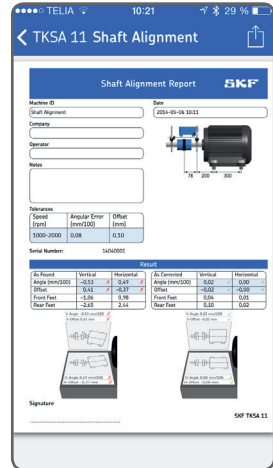 TELIA 10:21 29 %
TKSA 11 Shaft Alignment
Shaft Alignment Report SKF
Machine ID Date
Shaft Alignment 2014-05-06 10:11
Company
Operator
Notes
78 200 300
Tolerances
Speed (rpm) Angular Error (mm/100) Offset (mm)
1000-2000 0,08 0,10
Serial Number: 14040001
Result
As Found Vertical Horizontal As Corrected Vertical Horizontal
Angle (mm/100) -0,53 ✗ 0,49 ✗ Angle (mm/100) 0,02 ✓ 0,00 ✓
Offset 0,41 ✗ -0,37 ✗ Offset -0,02 ✓ -0,00 ✓
Front Feet -1,06 0,98 Front Feet 0,04 0,01
Rear Feet -2,65 2,44 Rear Feet 0,10 0,02
Signature
SKF TKSA 11